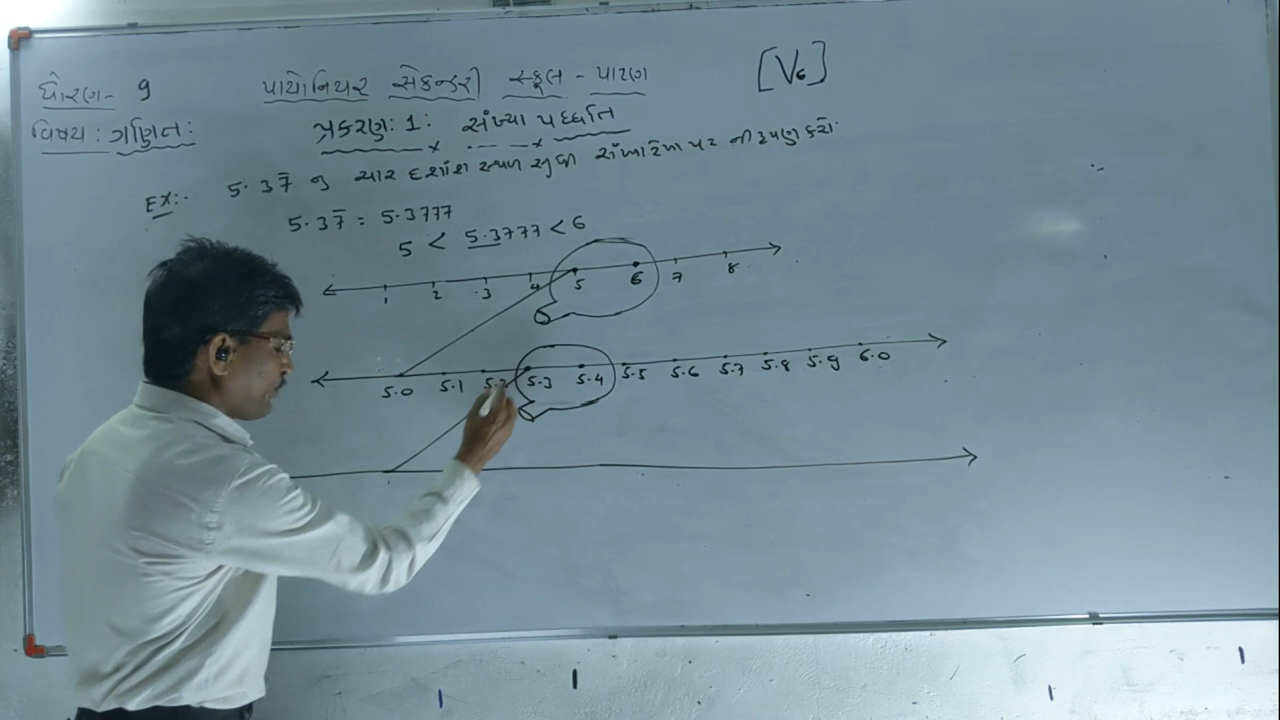 ધોરણ- 9 પાયોનિયર સેકન્ડરી સ્કૂલ - પાટણ [V6]
વિષય : ગણિત: પ્રકરણ: 1: સંખ્યા પદ્ધતિ
Ex:- 5.37̅ નુ ચાર દશાંશ સ્થળ સુધી સંખ્યારેખા પર નીરૂપણ કરો.
5.37̅ = 5.3777
5 < 5.3777 < 6
1 2 3 4 5 6 7 8
5.0 5.1 5.2 5.3 5.4 5.5 5.6 5.7 5.8 5.9 6.0